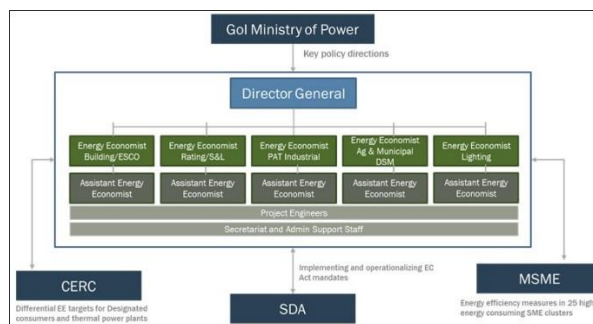 GoI Ministry of Power
Key policy directions
Director General
Energy Economist
Building/ESCO
Energy Economist
Rating/S&L
Energy Economist
PAT Industrial
Energy Economist
Ag & Municipal
DSM
Energy Economist
Lighting
Assistant Energy
Economist
Assistant Energy
Economist
Assistant Energy
Economist
Assistant Energy
Economist
Assistant Energy
Economist
Project Engineers
Secretariat and Admin Support Staff
Implementing and operationalizing EC
Act mandates
CERC
Differential EE targets for Designated
consumers and thermal power plants
SDA
MSME
Energy efficiency measures in 25 high
energy consuming SME clusters